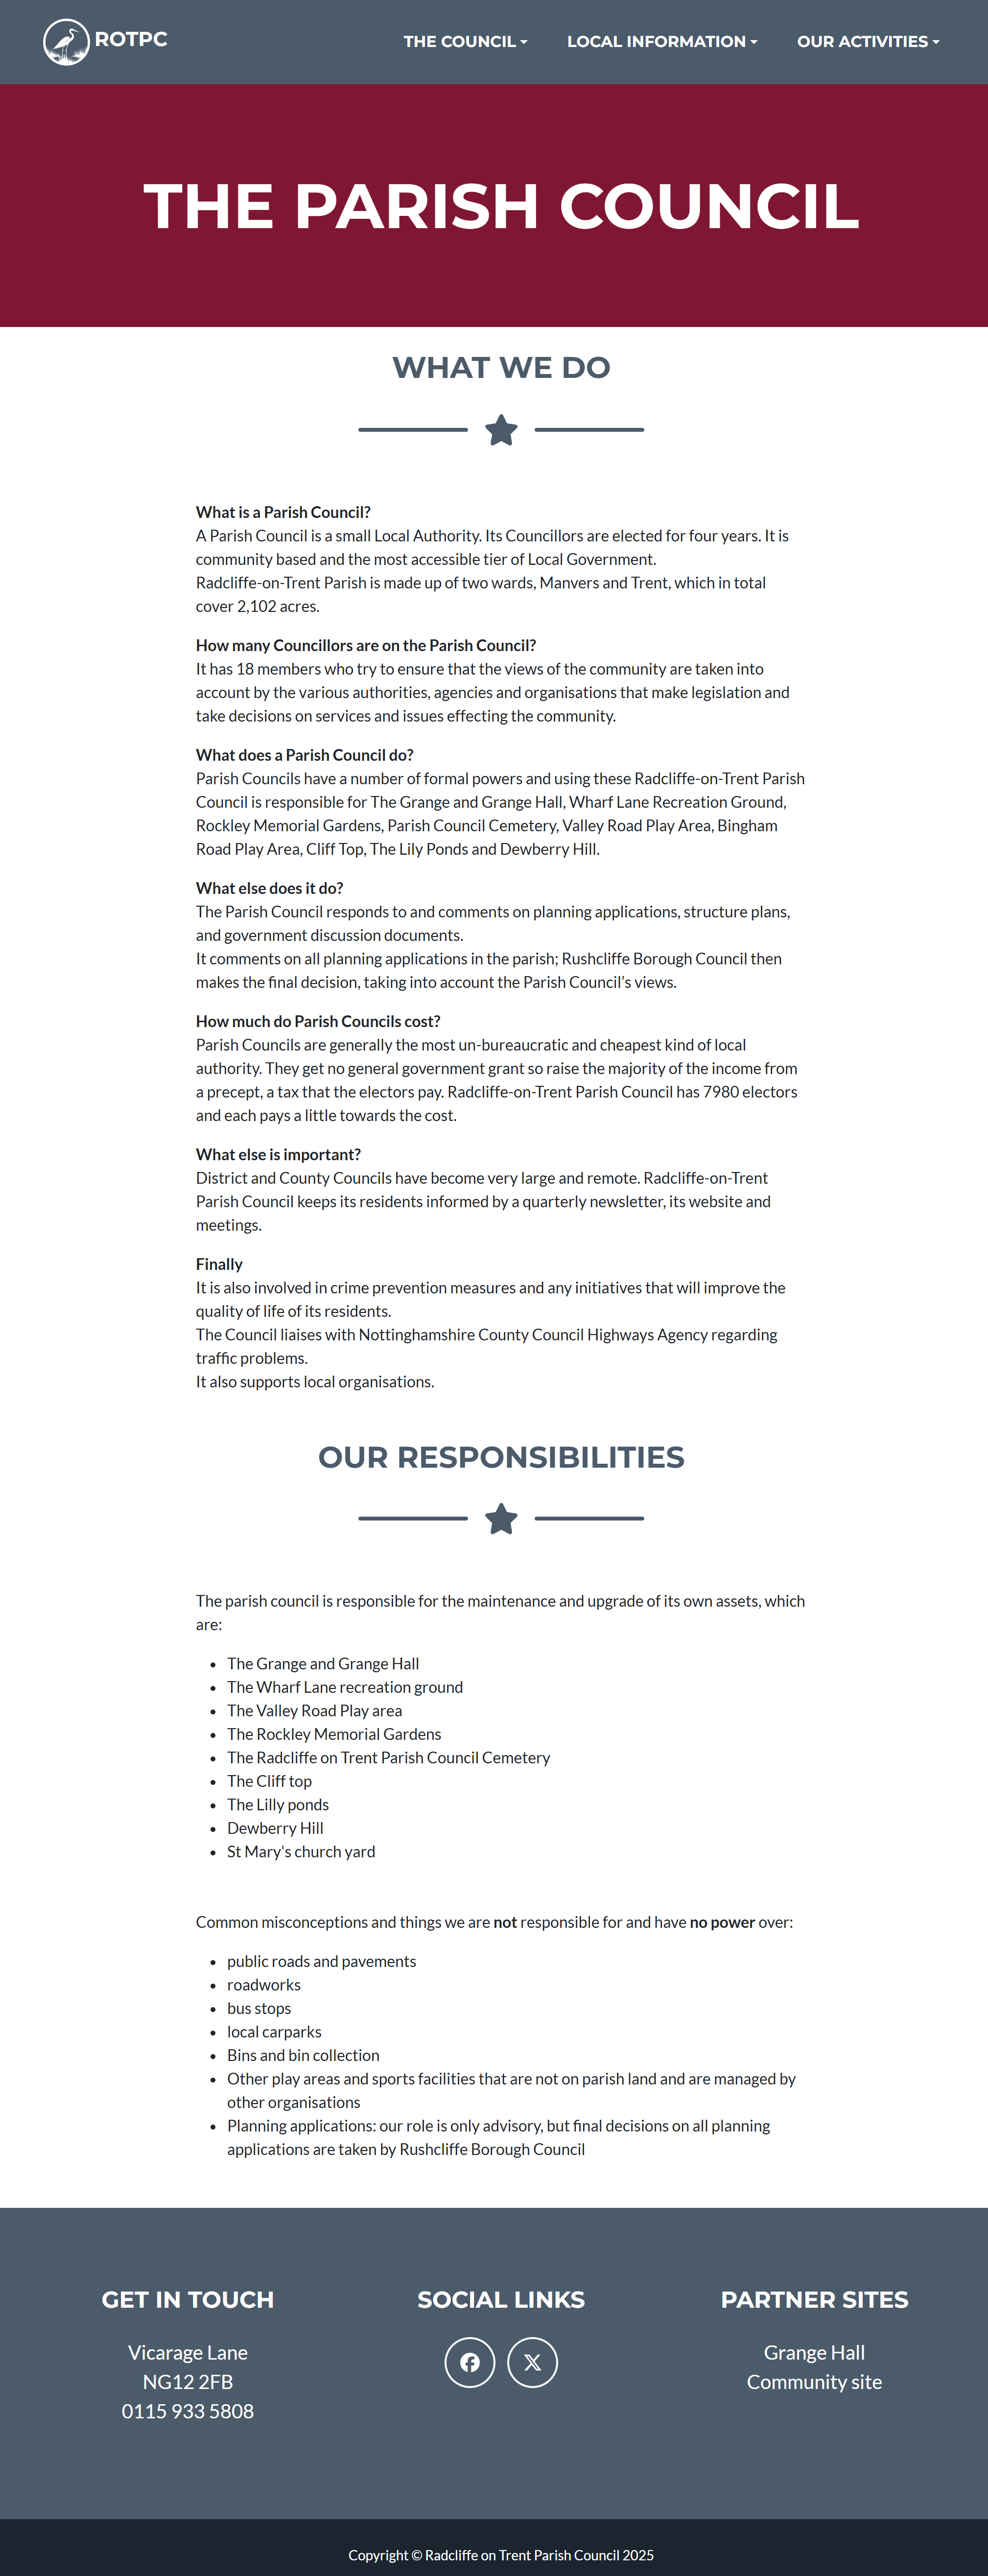 ROTPC
THE COUNCIL
LOCAL INFORMATION
OUR ACTIVITIES
THE PARISH COUNCIL
WHAT WE DO
What is a Parish Council?
A Parish Council is a small Local Authority. Its Councillors are elected for four years. It is
community based and the most accessible tier of Local Government.
Radcliffe-on-Trent Parish is made up of two wards, Manvers and Trent, which in total
cover 2,102 acres.
How many Councillors are on the Parish Council?
It has 18 members who try to ensure that the views of the community are taken into
account by the various authorities, agencies and organisations that make legislation and
take decisions on services and issues effecting the community.
What does a Parish Council do?
Parish Councils have a number of formal powers and using these Radcliffe-on-Trent Parish
Council is responsible for The Grange and Grange Hall, Wharf Lane Recreation Ground,
Rockley Memorial Gardens, Parish Council Cemetery, Valley Road Play Area, Bingham
Road Play Area, Cliff Top, The Lily Ponds and Dewberry Hill.
What else does it do?
The Parish Council responds to and comments on planning applications, structure plans,
and government discussion documents.
It comments on all planning applications in the parish; Rushcliffe Borough Council then
makes the final decision, taking into account the Parish Council’s views.
How much do Parish Councils cost?
Parish Councils are generally the most un-bureaucratic and cheapest kind of local
authority. They get no general government grant so raise the majority of the income from
a precept, a tax that the electors pay. Radcliffe-on-Trent Parish Council has 7980 electors
and each pays a little towards the cost.
What else is important?
District and County Councils have become very large and remote. Radcliffe-on-Trent
Parish Council keeps its residents informed by a quarterly newsletter, its website and
meetings.
Finally
It is also involved in crime prevention measures and any initiatives that will improve the
quality of life of its residents.
The Council liaises with Nottinghamshire County Council Highways Agency regarding
traffic problems.
It also supports local organisations.
OUR RESPONSIBILITIES
The parish council is responsible for the maintenance and upgrade of its own assets, which
are:
• The Grange and Grange Hall
• The Wharf Lane recreation ground
• The Valley Road Play area
• The Rockley Memorial Gardens
• The Radcliffe on Trent Parish Council Cemetery
• The Cliff top
• The Lilly ponds
• Dewberry Hill
• St Mary's church yard
Common misconceptions and things we are not responsible for and have no power over:
• public roads and pavements
• roadworks
• bus stops
• local carparks
• Bins and bin collection
• Other play areas and sports facilities that are not on parish land and are managed by
other organisations
• Planning applications: our role is only advisory, but final decisions on all planning
applications are taken by Rushcliffe Borough Council
GET IN TOUCH
Vicarage Lane
NG12 2FB
0115 933 5808
SOCIAL LINKS
PARTNER SITES
Grange Hall
Community site
Copyright © Radcliffe on Trent Parish Council 2025